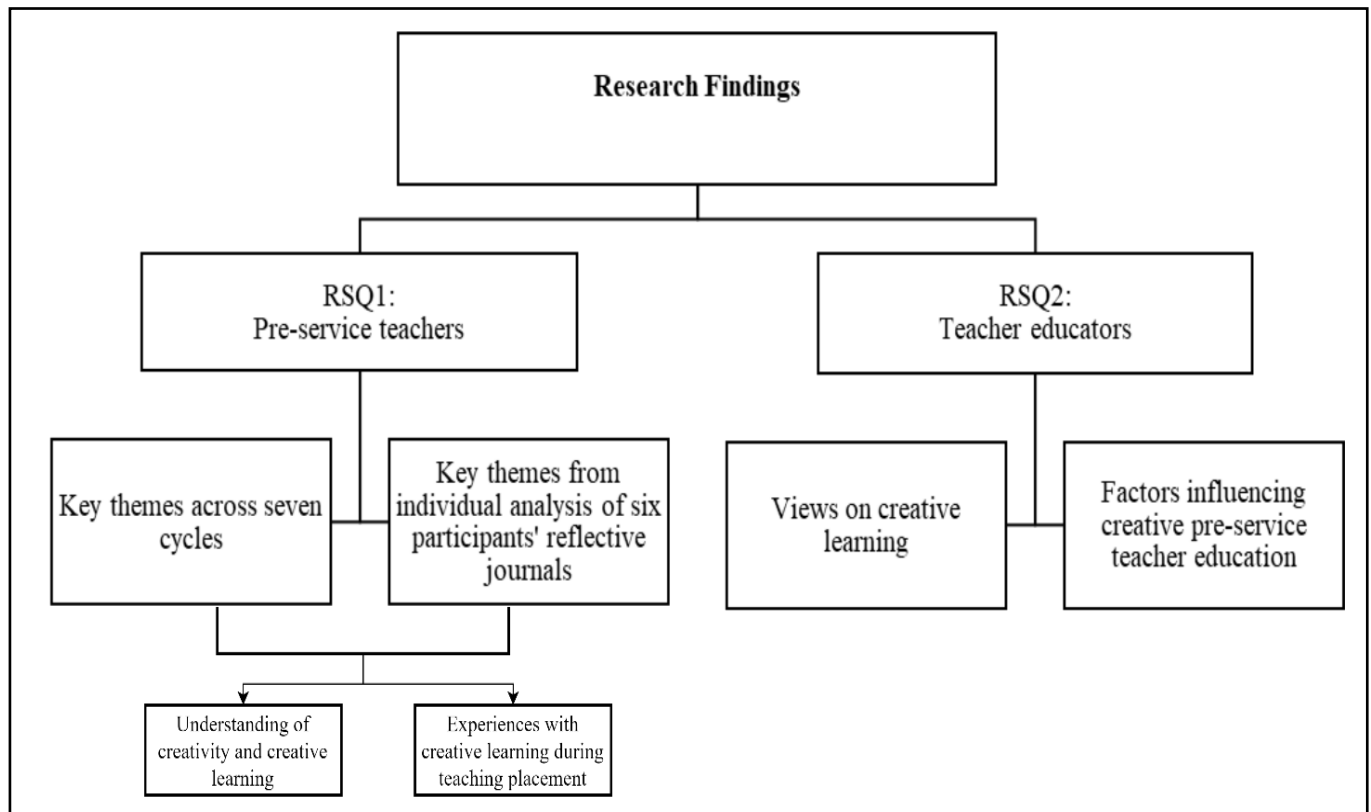 Research Findings
RSQ1:
Pre-service teachers
RSQ2:
Teacher educators
Key themes across seven
cycles
Key themes from
individual analysis of six
participants' reflective
journals
Views on creative
learning
Factors influencing
creative pre-service
teacher education
Understanding of
creativity and creative
learning
Experiences with
creative learning during
teaching placement